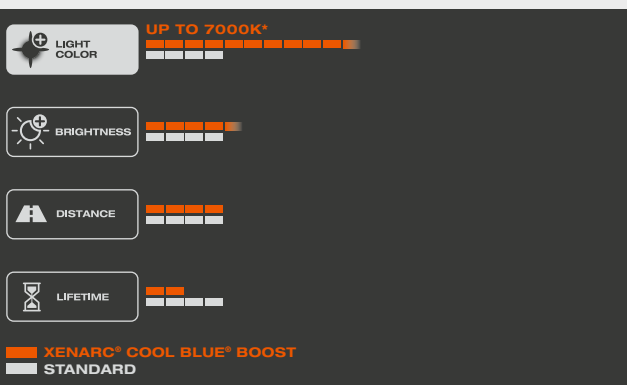 UP TO 7000K*
LIGHT
COLOR
BRIGHTNESS
DISTANCE
LIFETIME
XENARC® COOL BLUE® BOOST
STANDARD